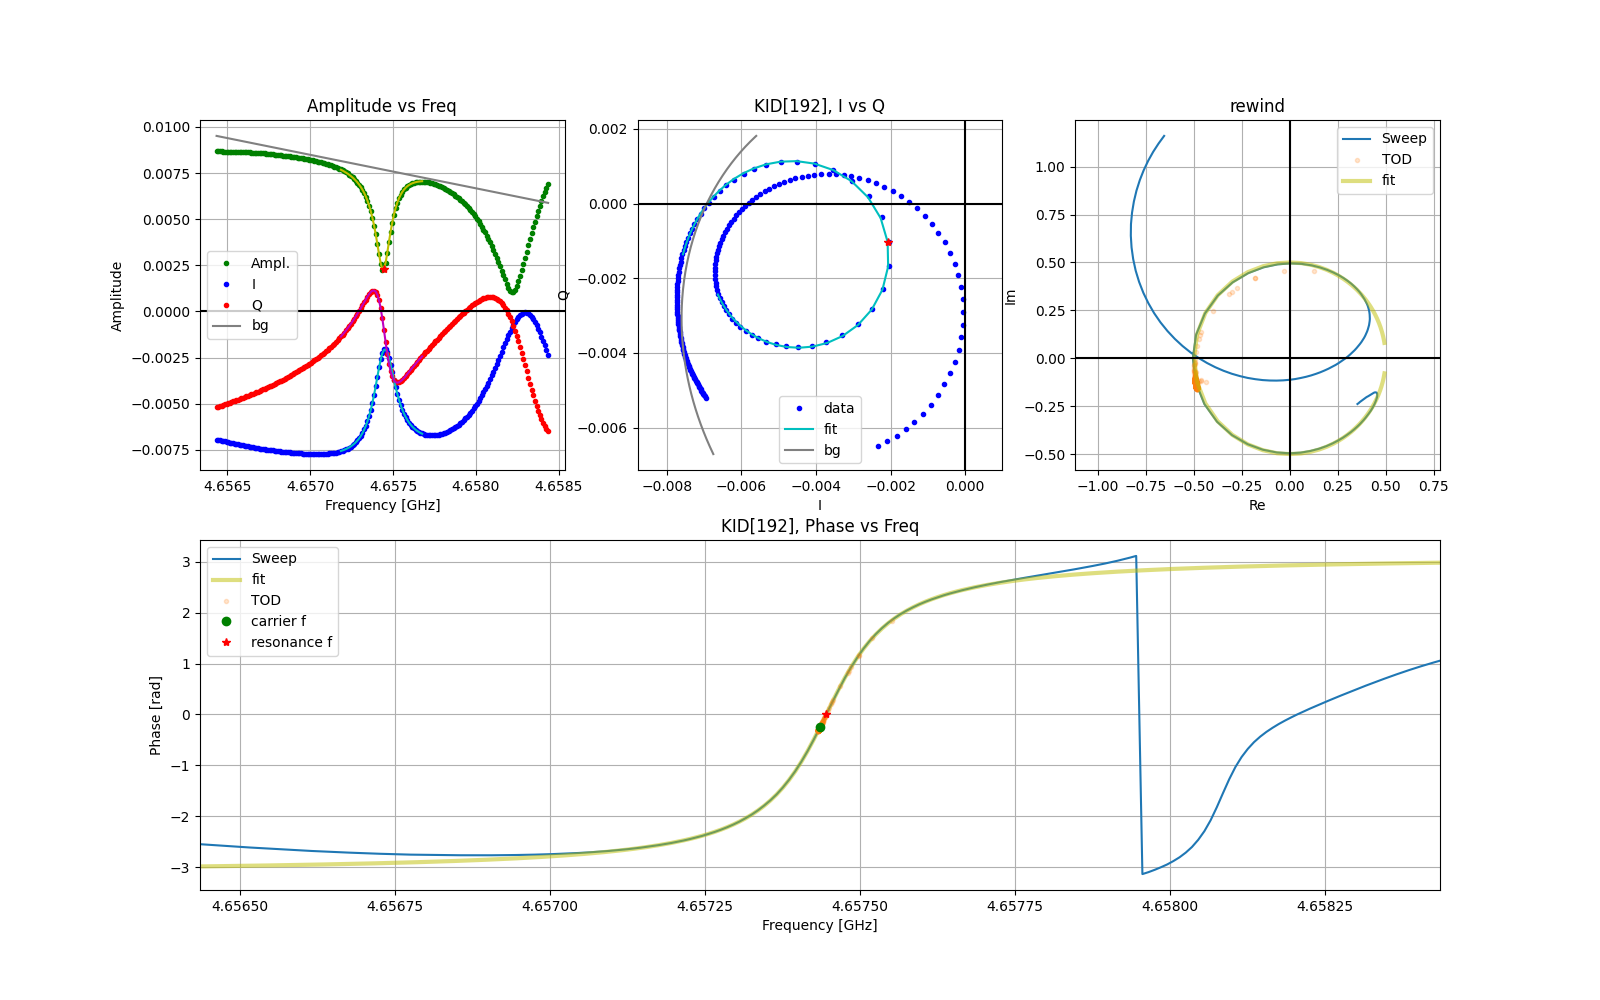 Amplitude vs Freq
0.0100
0.0075
0.0050
0.0025
0.0000
−0.0025
−0.0050
−0.0075
Amplitude
Ampl.
I
Q
bg
4.6565
4.6570
4.6575
4.6580
4.6585
Frequency [GHz]
KID[192], I vs Q
0.002
0.000
−0.002
−0.004
−0.006
Q
data
fit
bg
−0.008
−0.006
−0.004
−0.002
0.000
I
rewind
1.00
0.75
0.50
0.25
0.00
−0.25
−0.50
Im
Sweep
TOD
fit
−1.00
−0.75
−0.50
−0.25
0.00
0.25
0.50
0.75
Re
KID[192], Phase vs Freq
3
2
1
0
−1
−2
−3
Phase [rad]
Sweep
fit
TOD
carrier f
resonance f
4.65650
4.65675
4.65700
4.65725
4.65750
4.65775
4.65800
4.65825
Frequency [GHz]